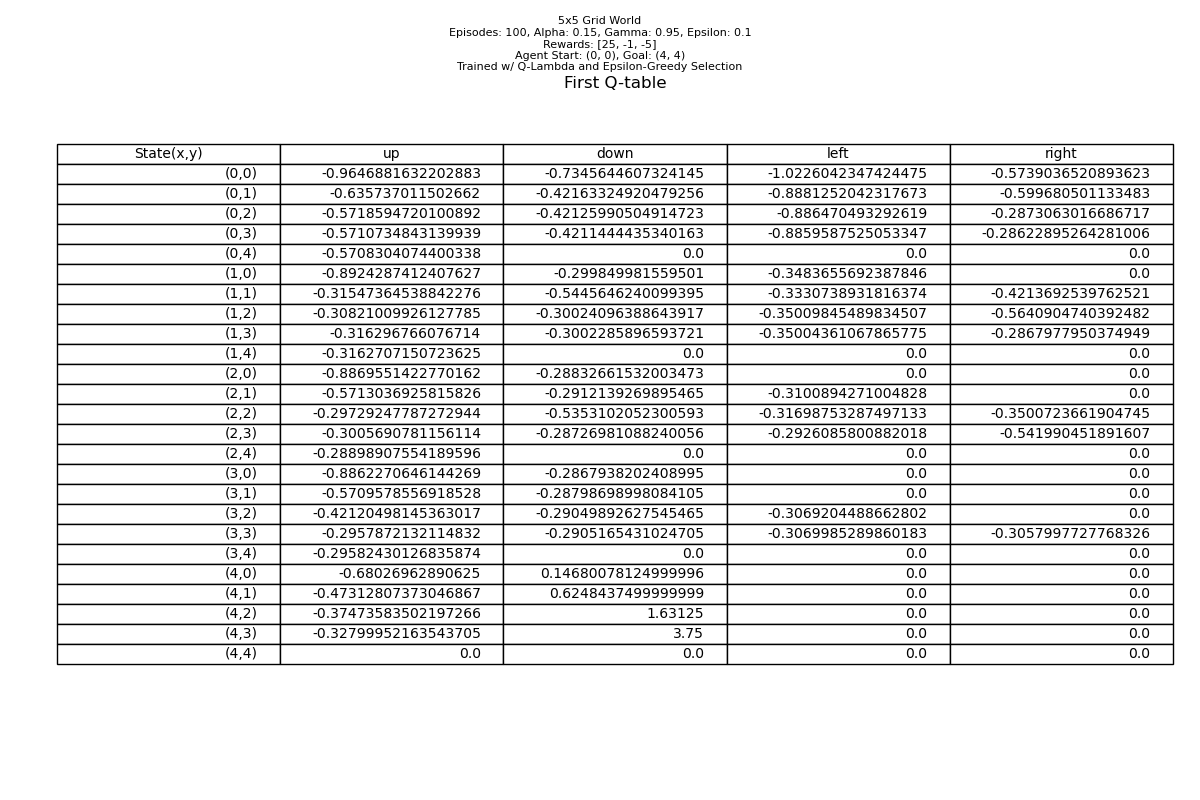 5x5 Grid World
Episodes: 100, Alpha: 0.15, Gamma: 0.95, Epsilon: 0.1
Rewards: [25, -1, -5]
Agent Start: (0, 0), Goal: (4, 4)
Trained w/ Q-Lambda and Epsilon-Greedy Selection
First Q-table
State(x,y) up down left right
(0,0) -0.9646881632202883 -0.7345644607324145 -1.0226042347424475 -0.5739036520893623
(0,1) -0.635737011502662 -0.42163324920479256 -0.8881252042317673 -0.599680501133483
(0,2) -0.5718594720100892 -0.42125990504914723 -0.886470493292619 -0.2873063016686717
(0,3) -0.5710734843139939 -0.4211444435340163 -0.8859587525053347 -0.28622895264281006
(0,4) -0.5708304074400338 0.0 0.0 0.0
(1,0) -0.8924287412407627 -0.299849981559501 -0.3483655692387846 0.0
(1,1) -0.31547364538842276 -0.5445646240099395 -0.3330738931816374 -0.4213692539762521
(1,2) -0.30821009926127785 -0.30024096388643917 -0.35009845489834507 -0.5640904740392482
(1,3) -0.316296766076714 -0.3002285896593721 -0.35004361067865775 -0.2867977950374949
(1,4) -0.3162707150723625 0.0 0.0 0.0
(2,0) -0.8869551422770162 -0.28832661532003473 0.0 0.0
(2,1) -0.5713036925815826 -0.2912139269895465 -0.3100894271004828 0.0
(2,2) -0.29729247787272944 -0.5353102052300593 -0.31698753287497133 -0.3500723661904745
(2,3) -0.3005690781156114 -0.28726981088240056 -0.2926085800882018 -0.541990451891607
(2,4) -0.28898907554189596 0.0 0.0 0.0
(3,0) -0.8862270646144269 -0.2867938202408995 0.0 0.0
(3,1) -0.5709578556918528 -0.28798698998084105 0.0 0.0
(3,2) -0.42120498145363017 -0.29049892627545465 -0.3069204488662802 0.0
(3,3) -0.2957872132114832 -0.2905165431024705 -0.3069985289860183 -0.3057997727768326
(3,4) -0.29582430126835874 0.0 0.0 0.0
(4,0) -0.68026962890625 0.14680078124999996 0.0 0.0
(4,1) -0.47312807373046867 0.6248437499999999 0.0 0.0
(4,2) -0.37473583502197266 1.63125 0.0 0.0
(4,3) -0.32799952163543705 3.75 0.0 0.0
(4,4) 0.0 0.0 0.0 0.0